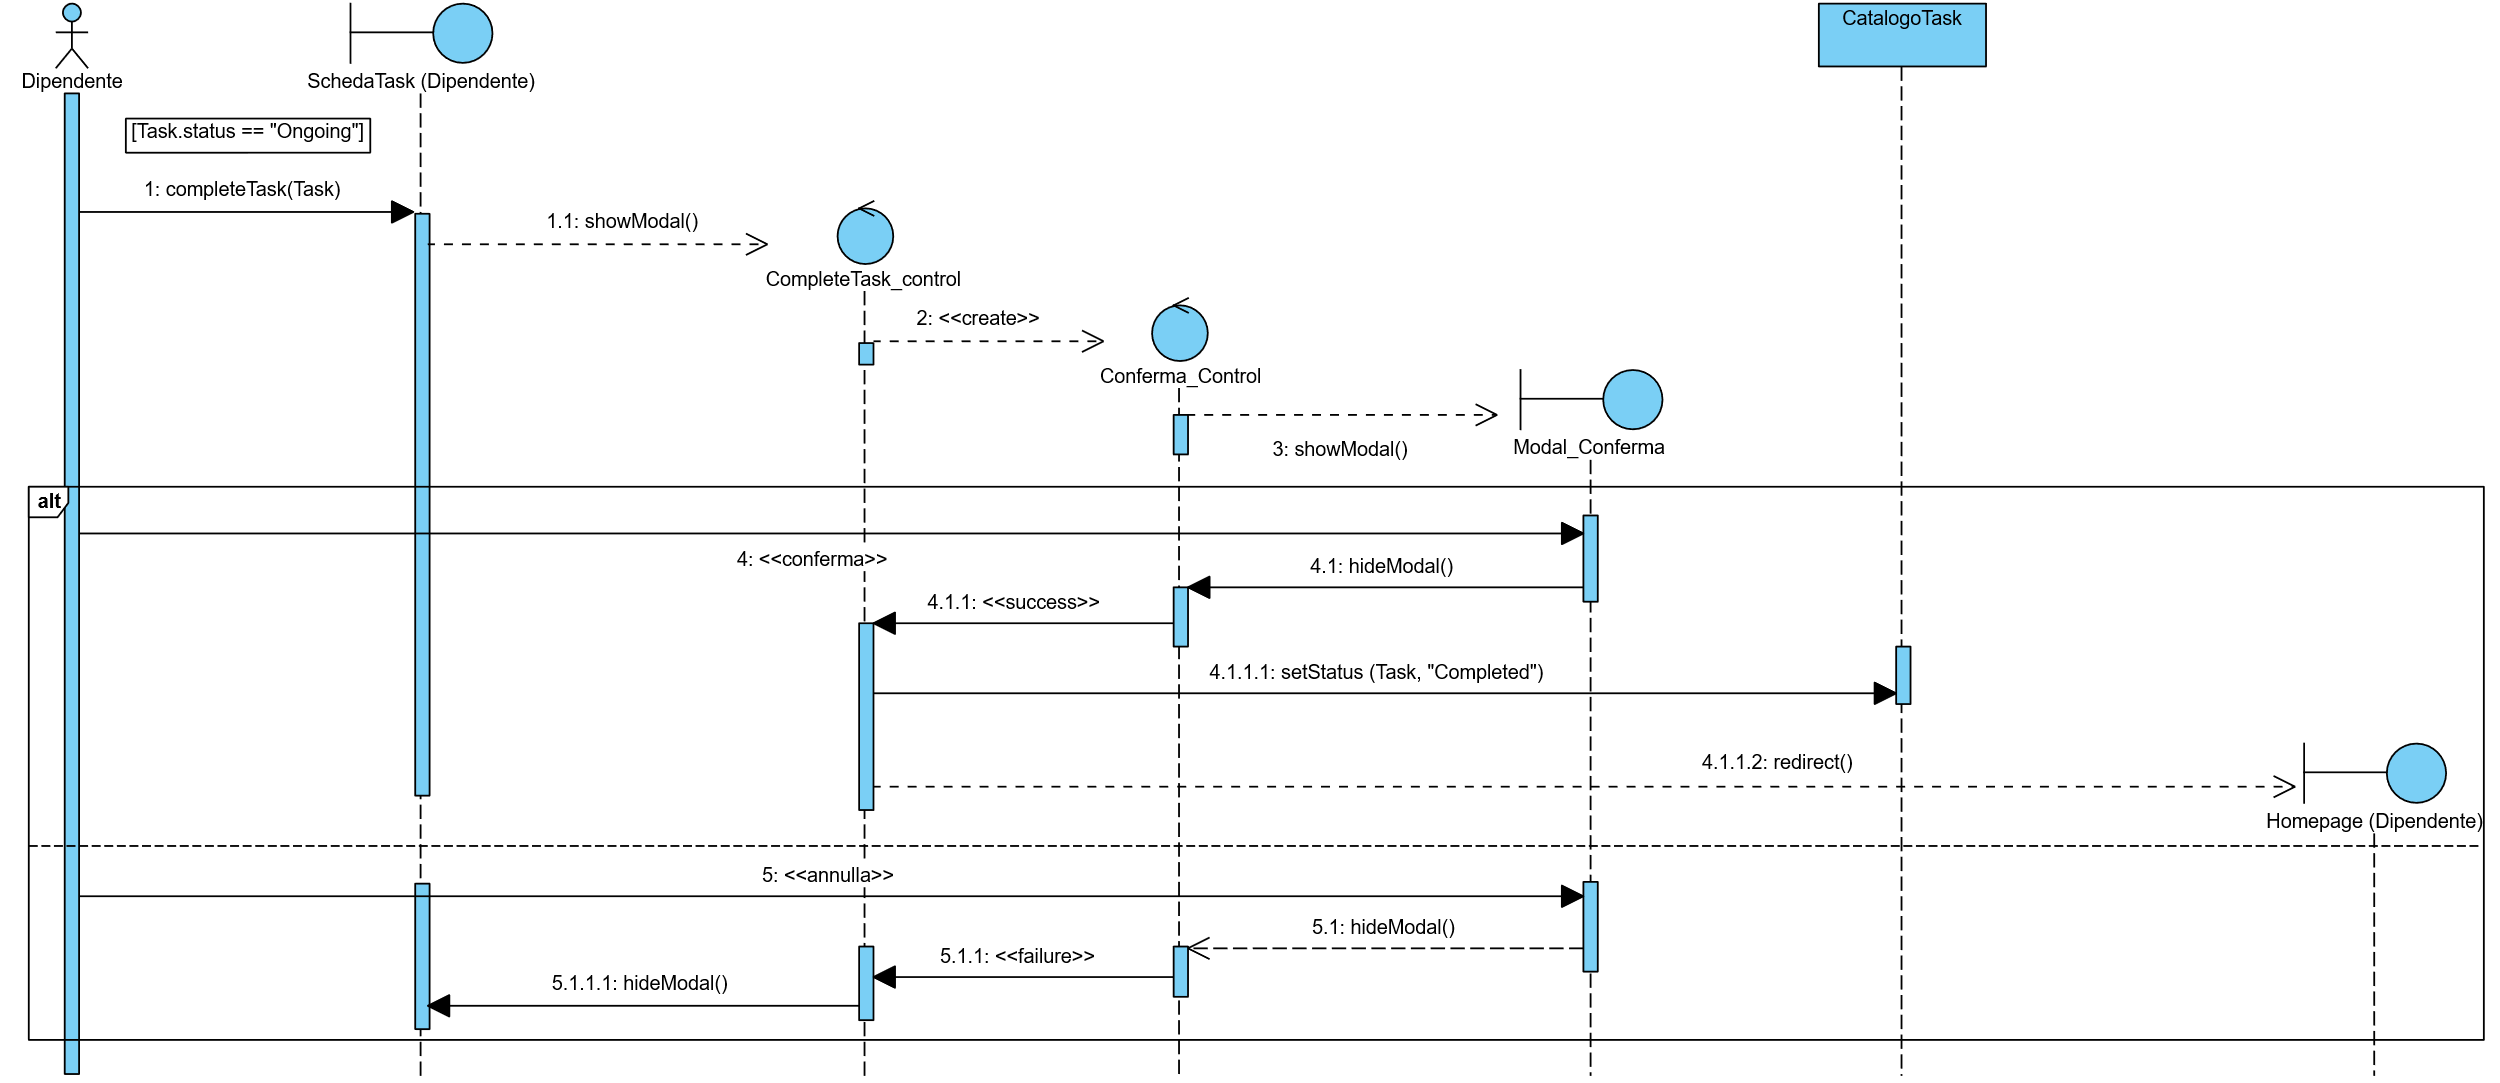 CatalogoTask
Dipendente
SchedaTask (Dipendente)
[Task.status == "Ongoing"]
1: completeTask(Task)
1.1: showModal()
CompleteTask_control
2: <<create>>
Conferma_Control
3: showModal()
Modal_Conferma
alt
4: <<conferma>>
4.1: hideModal()
4.1.1: <<success>>
4.1.1.1: setStatus (Task, "Completed")
4.1.1.2: redirect()
Homepage (Dipendente)
5: <<annulla>>
5.1: hideModal()
5.1.1: <<failure>>
5.1.1.1: hideModal()